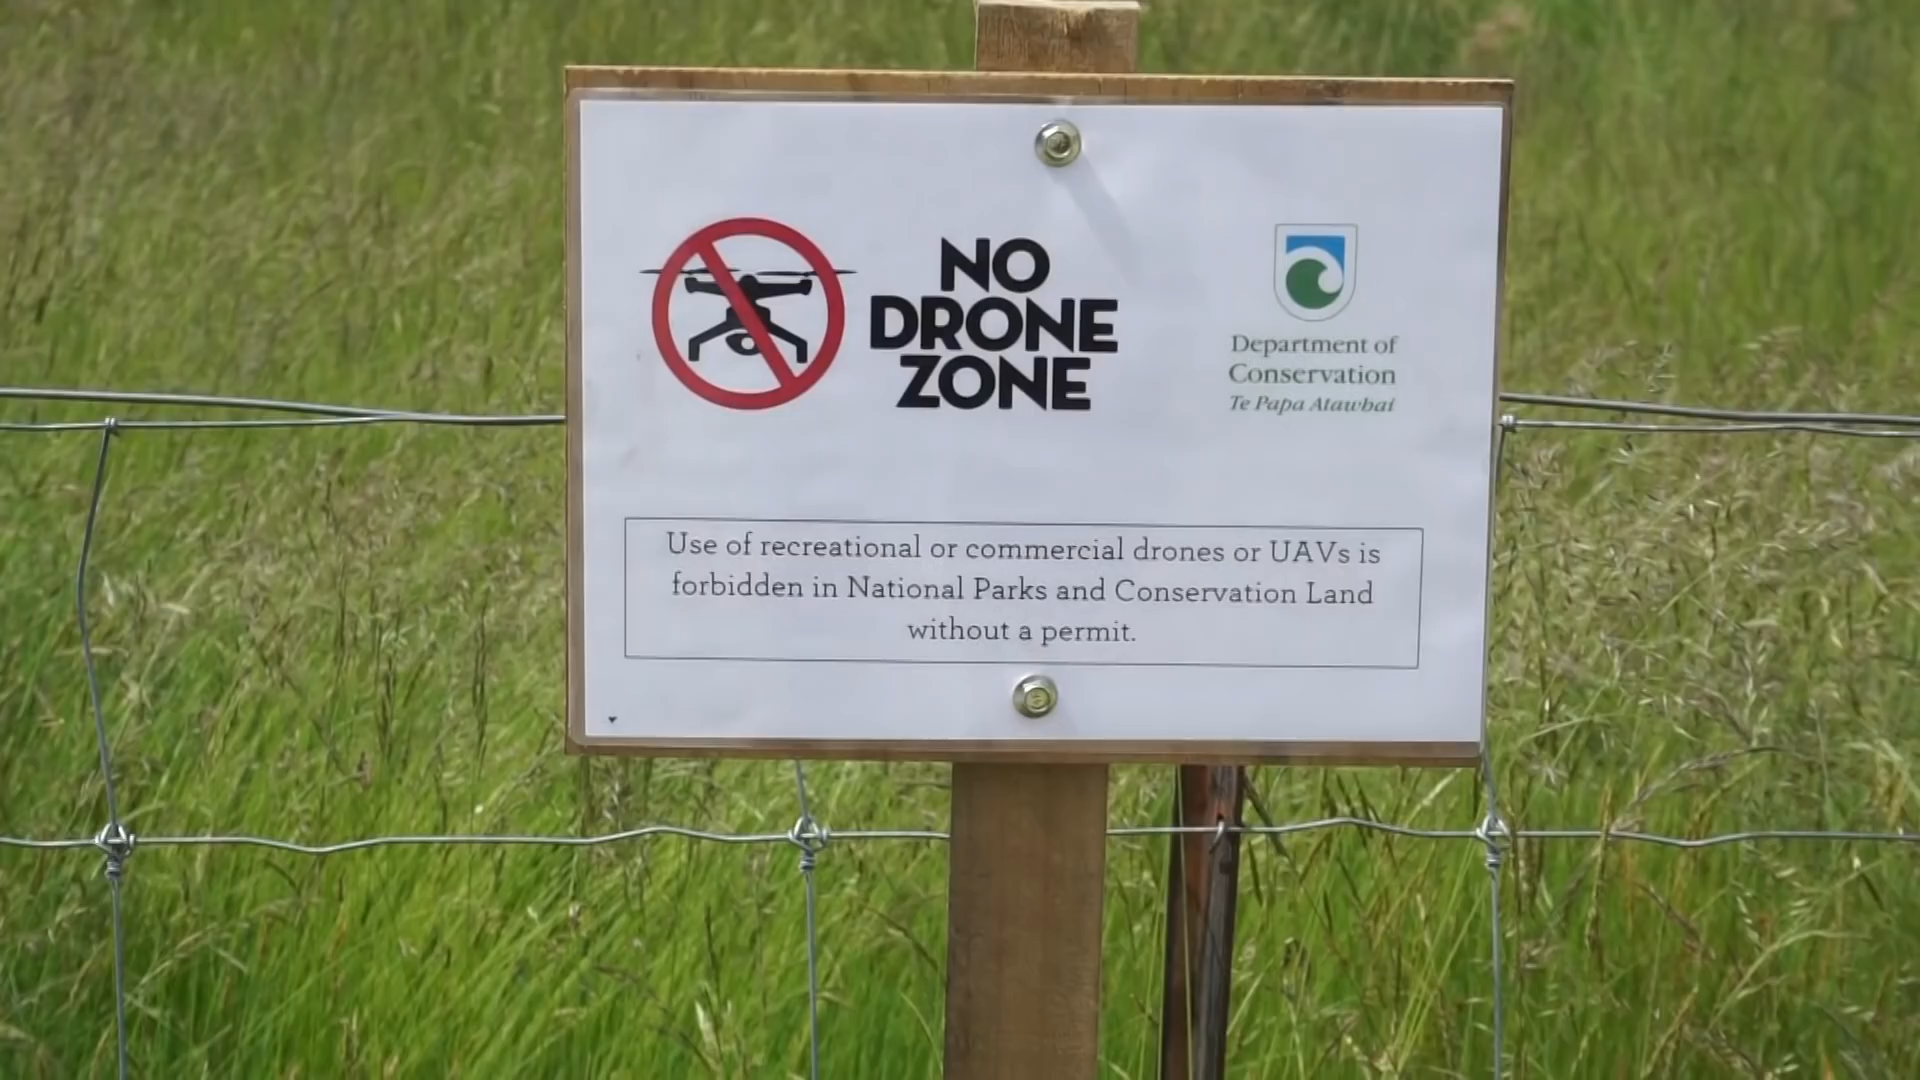 NO
DRONE
ZONE
Department of
Conservation
Te Papa Atawbai
Use of recreational or commercial drones or UAVs is
forbidden in National Parks and Conservation Land
without a permit.